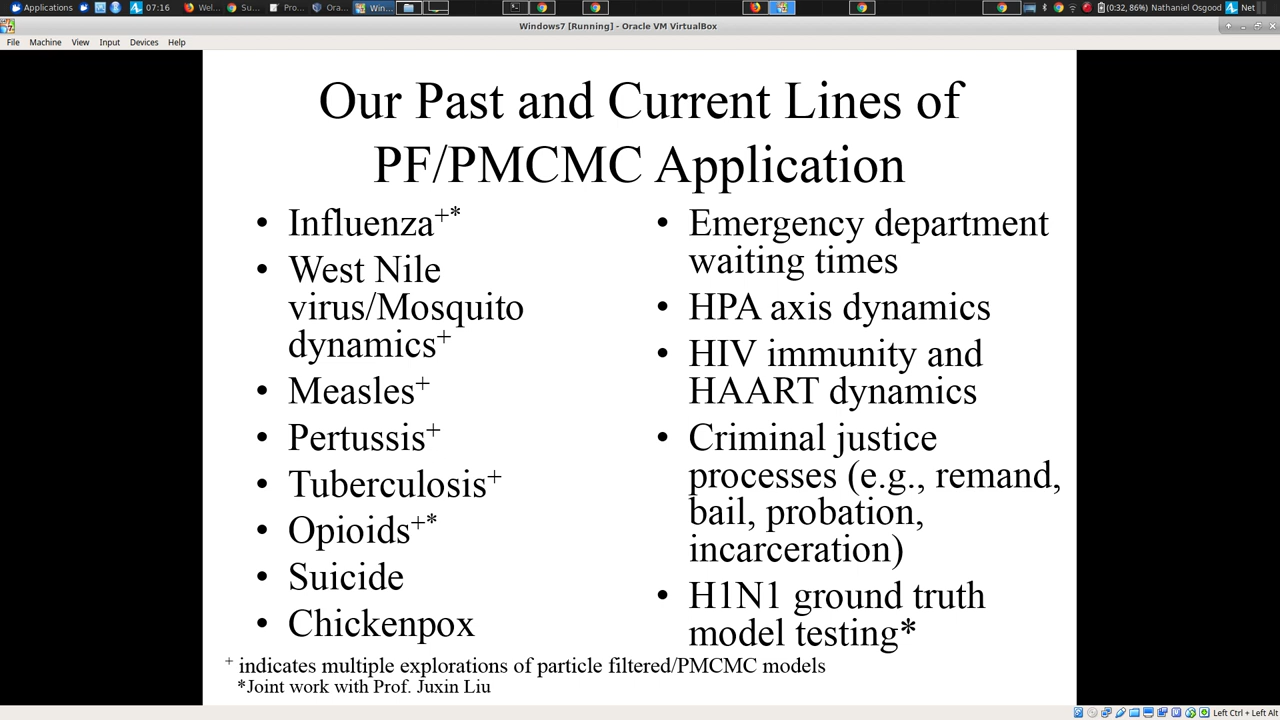 Applications
07:16
Wel...
Su...
Pro...
Ora...
Win...
(0:32, 86%) Nathaniel Osgood
Net
Windows7 [Running] - Oracle VM VirtualBox
File Machine View Input Devices Help
Our Past and Current Lines of
PF/PMCMC Application
• Influenza+*
• West Nile
virus/Mosquito
dynamics+
• Measles+
• Pertussis+
• Tuberculosis+
• Opioids+*
• Suicide
• Chickenpox
• Emergency department
waiting times
• HPA axis dynamics
• HIV immunity and
HAART dynamics
• Criminal justice
processes (e.g., remand,
bail, probation,
incarceration)
• H1N1 ground truth
model testing*
+ indicates multiple explorations of particle filtered/PMCMC models
*Joint work with Prof. Juxin Liu
Left Ctrl + Left Alt